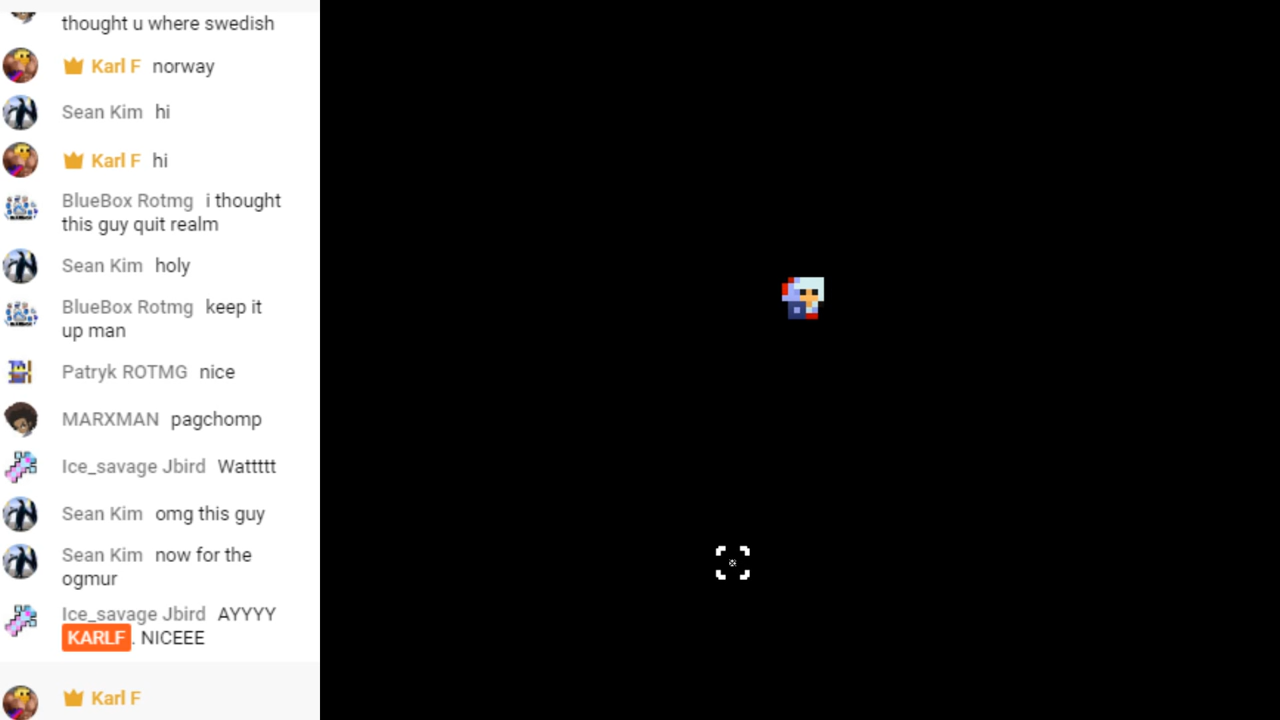 thought u where swedish
Karl F norway
Sean Kim hi
Karl F hi
BlueBox Rotmg i thought
this guy quit realm
Sean Kim holy
BlueBox Rotmg keep it
up man
Patryk ROTMG nice
MARXMAN pagchomp
Ice_savage Jbird Wattttt
Sean Kim omg this guy
Sean Kim now for the
ogmur
Ice_savage Jbird AYYYY
KARLF . NICEEE
Karl F